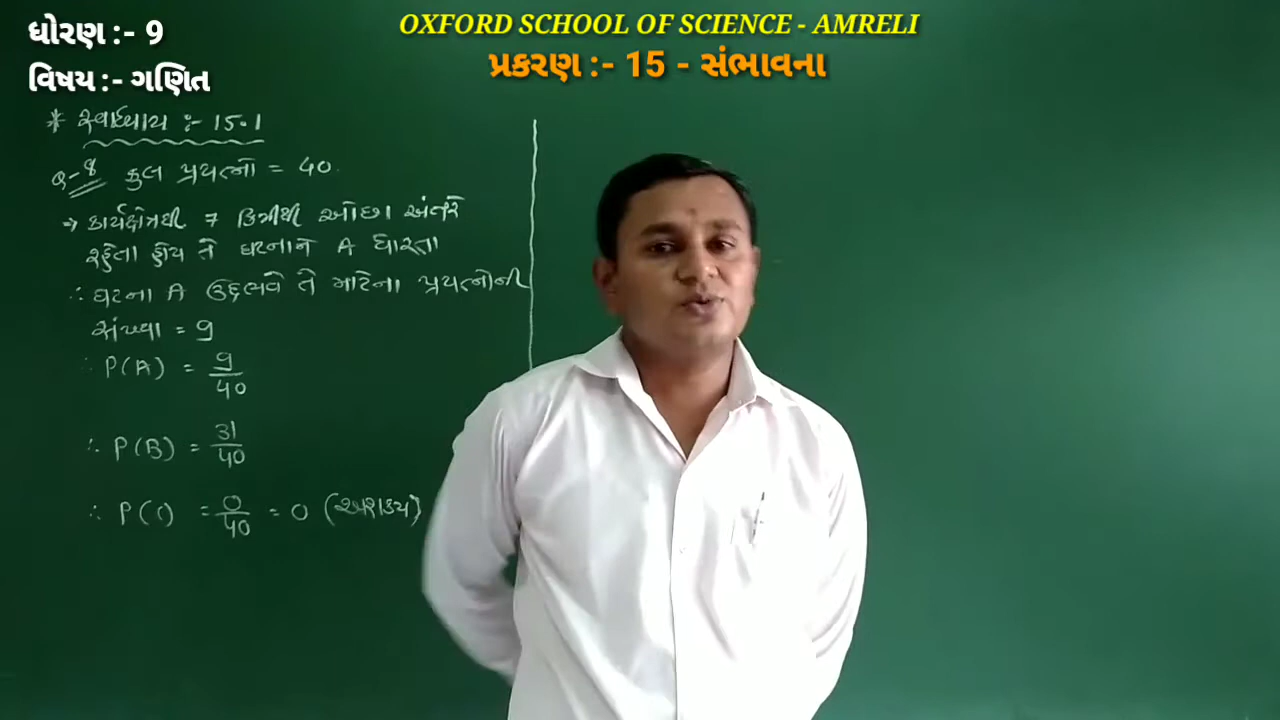 OXFORD SCHOOL OF SCIENCE - AMRELI
ધોરણ :- 9
પ્રકરણ :- 15 - સંભાવના
વિષય :- ગણિત
* સ્વાધ્યાય :- 15.1
Q-8 કુલ પ્રયત્નો = 40.
→ કાર્યક્ષેત્રથી 7 કિમીથી ઓછા અંતરે
રહેતા હોય તે ઘટનાને A ધારતા
∴ ઘટના A ઉદ્દભવે તે માટેના પ્રયત્નોની
સંખ્યા = 9
∴ P(A) = 9/40
∴ P(B) = 31/40
∴ P(C) = 0/40 = 0 (અશક્ય)